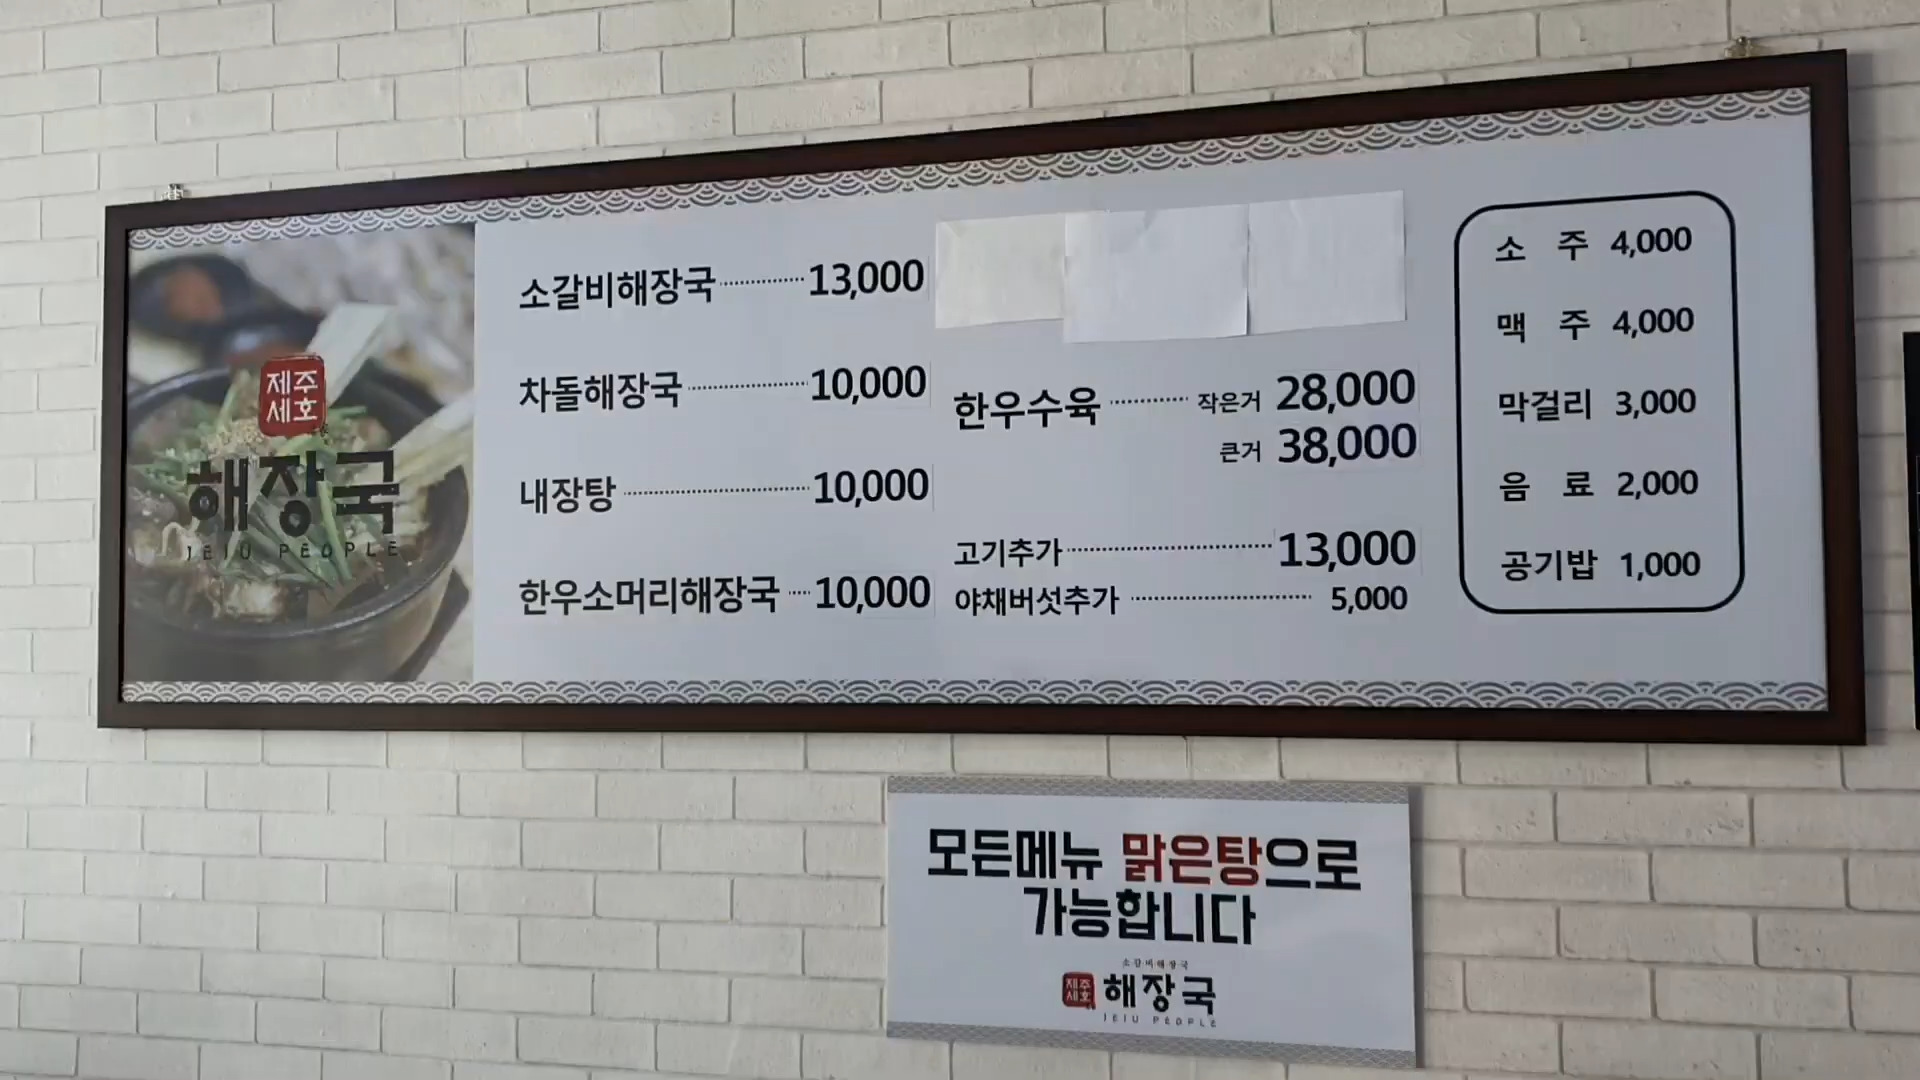 제주
세호
해장국
JEJU PEOPLE
소갈비해장국 13,000
차돌해장국 10,000
내장탕 10,000
한우소머리해장국 10,000
한우수육 작은거 28,000
큰거 38,000
고기추가 13,000
야채버섯추가 5,000
소 주 4,000
맥 주 4,000
막걸리 3,000
음 료 2,000
공기밥 1,000
모든메뉴 맑은탕으로
가능합니다
소갈비해장국
제주
세호
해장국
JEJU PEOPLE